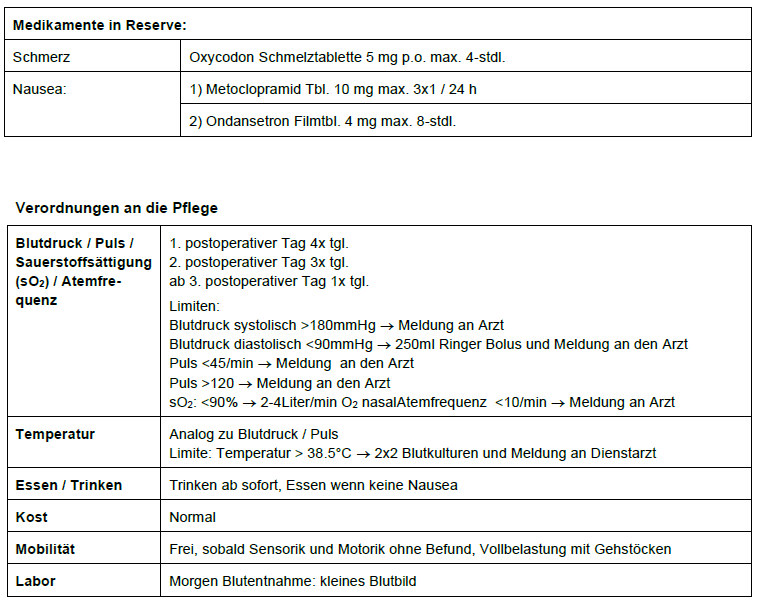 Medikamente in Reserve:
Schmerz Oxycodon Schmelztablette 5 mg p.o. max. 4-stdl.
Nausea: 1) Metoclopramid Tbl. 10 mg max. 3x1 / 24 h
2) Ondansetron Filmtbl. 4 mg max. 8-stdl.
Verordnungen an die Pflege
Blutdruck / Puls / Sauerstoffsättigung (sO₂) / Atemfre-quenz
1. postoperativer Tag 4x tgl.
2. postoperativer Tag 3x tgl.
ab 3. postoperativer Tag 1x tgl.
Limiten:
Blutdruck systolisch >180mmHg → Meldung an Arzt
Blutdruck diastolisch <90mmHg → 250ml Ringer Bolus und Meldung an den Arzt
Puls <45/min → Meldung an den Arzt
Puls >120 → Meldung an den Arzt
sO₂: <90% → 2-4Liter/min O₂ nasalAtemfrequenz <10/min → Meldung an Arzt
Temperatur Analog zu Blutdruck / Puls
Limite: Temperatur > 38.5°C → 2x2 Blutkulturen und Meldung an Dienstarzt
Essen / Trinken Trinken ab sofort, Essen wenn keine Nausea
Kost Normal
Mobilität Frei, sobald Sensorik und Motorik ohne Befund, Vollbelastung mit Gehstöcken
Labor Morgen Blutentnahme: kleines Blutbild